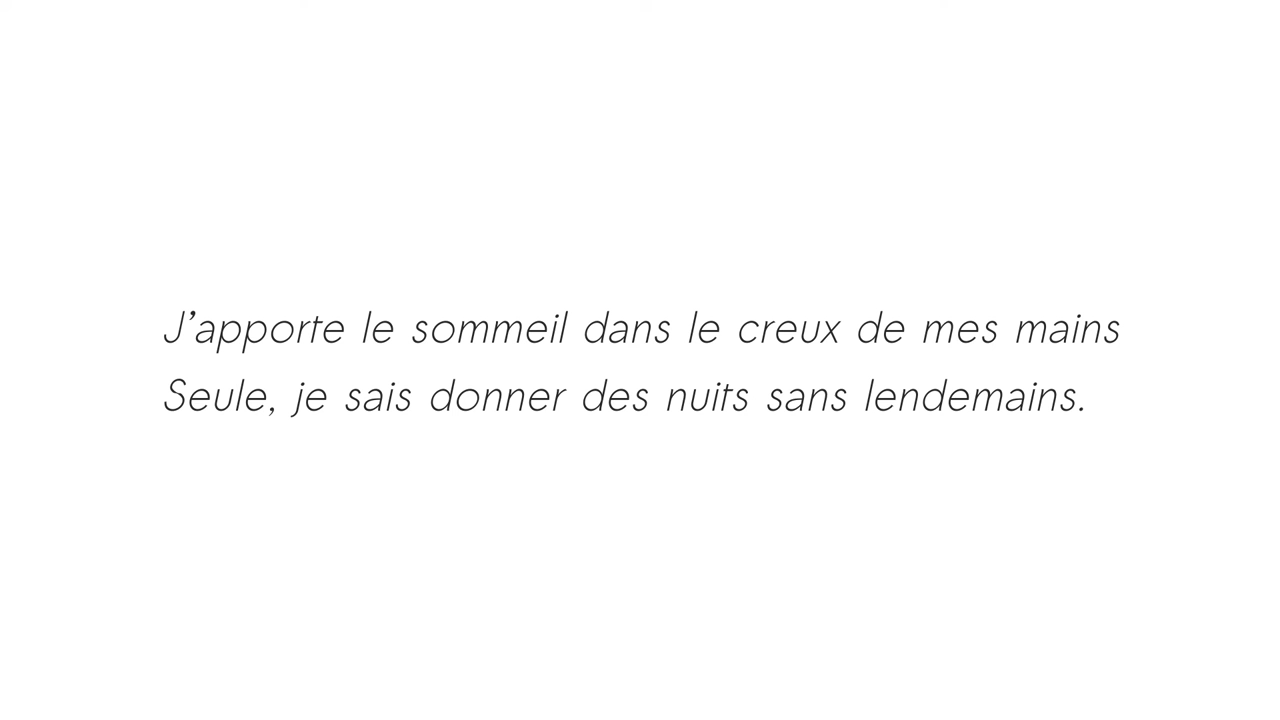 J’apporte le sommeil dans le creux de mes mains
Seule, je sais donner des nuits sans lendemains.